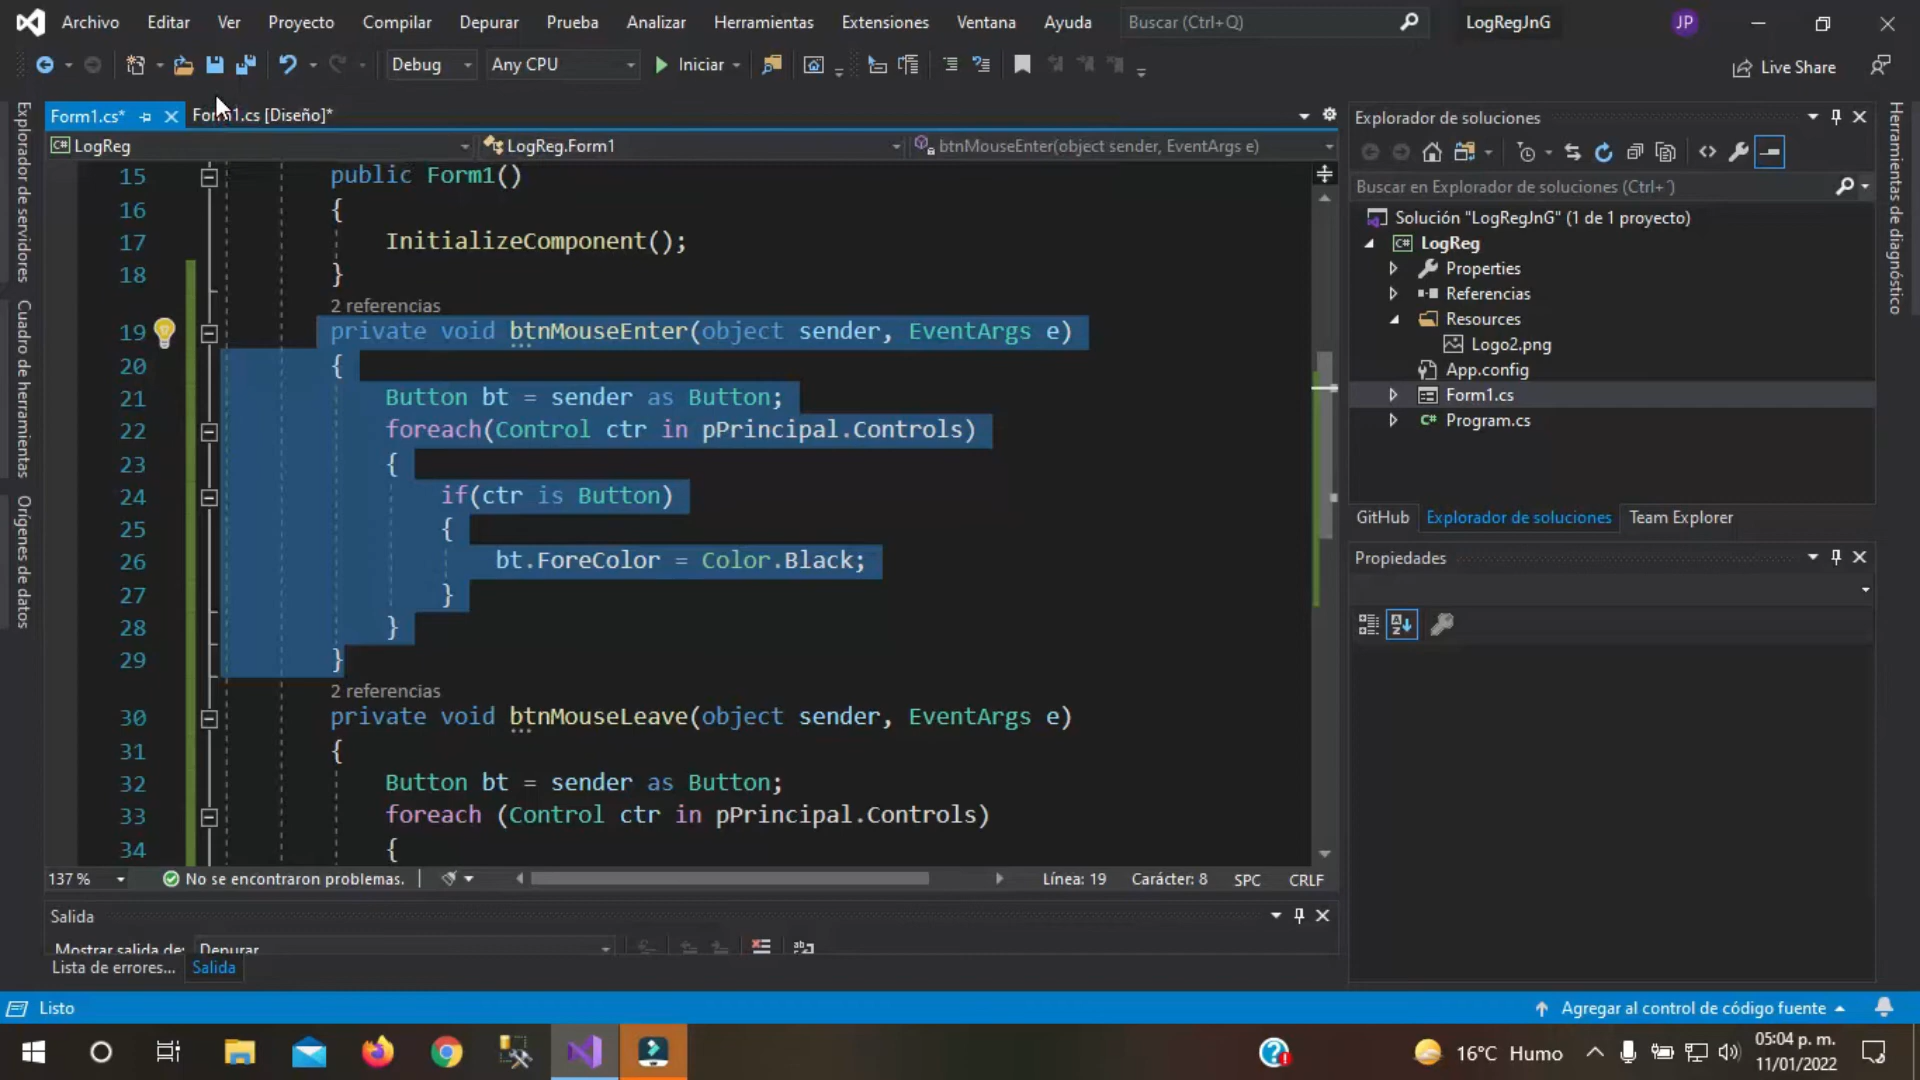 Archivo Editar Ver Proyecto Compilar Depurar Prueba Analizar Herramientas Extensiones Ventana Ayuda Buscar (Ctrl+Q) LogRegJnG JP
Debug Any CPU Iniciar Live Share
Form1.cs* Form1.cs [Diseño]*
LogReg LogReg.Form1 btnMouseEnter(object sender, EventArgs e)
15 public Form1()
16 {
17 InitializeComponent();
18 }
2 referencias
19 private void btnMouseEnter(object sender, EventArgs e)
20 {
21 Button bt = sender as Button;
22 foreach(Control ctr in pPrincipal.Controls)
23 {
24 if(ctr is Button)
25 {
26 bt.ForeColor = Color.Black;
27 }
28 }
29 }
2 referencias
30 private void btnMouseLeave(object sender, EventArgs e)
31 {
32 Button bt = sender as Button;
33 foreach (Control ctr in pPrincipal.Controls)
34 {
137 % No se encontraron problemas. Línea: 19 Carácter: 8 SPC CRLF
Salida
Mostrar salida de: Depurar
Lista de errores... Salida
Explorador de servidores
Cuadro de herramientas
Orígenes de datos
Explorador de soluciones
Buscar en Explorador de soluciones (Ctrl+´)
Solución "LogRegJnG" (1 de 1 proyecto)
LogReg
Properties
Referencias
Resources
Logo2.png
App.config
Form1.cs
Program.cs
GitHub Explorador de soluciones Team Explorer
Propiedades
Herramientas de diagnóstico
Listo Agregar al control de código fuente
16°C Humo 05:04 p. m.
11/01/2022